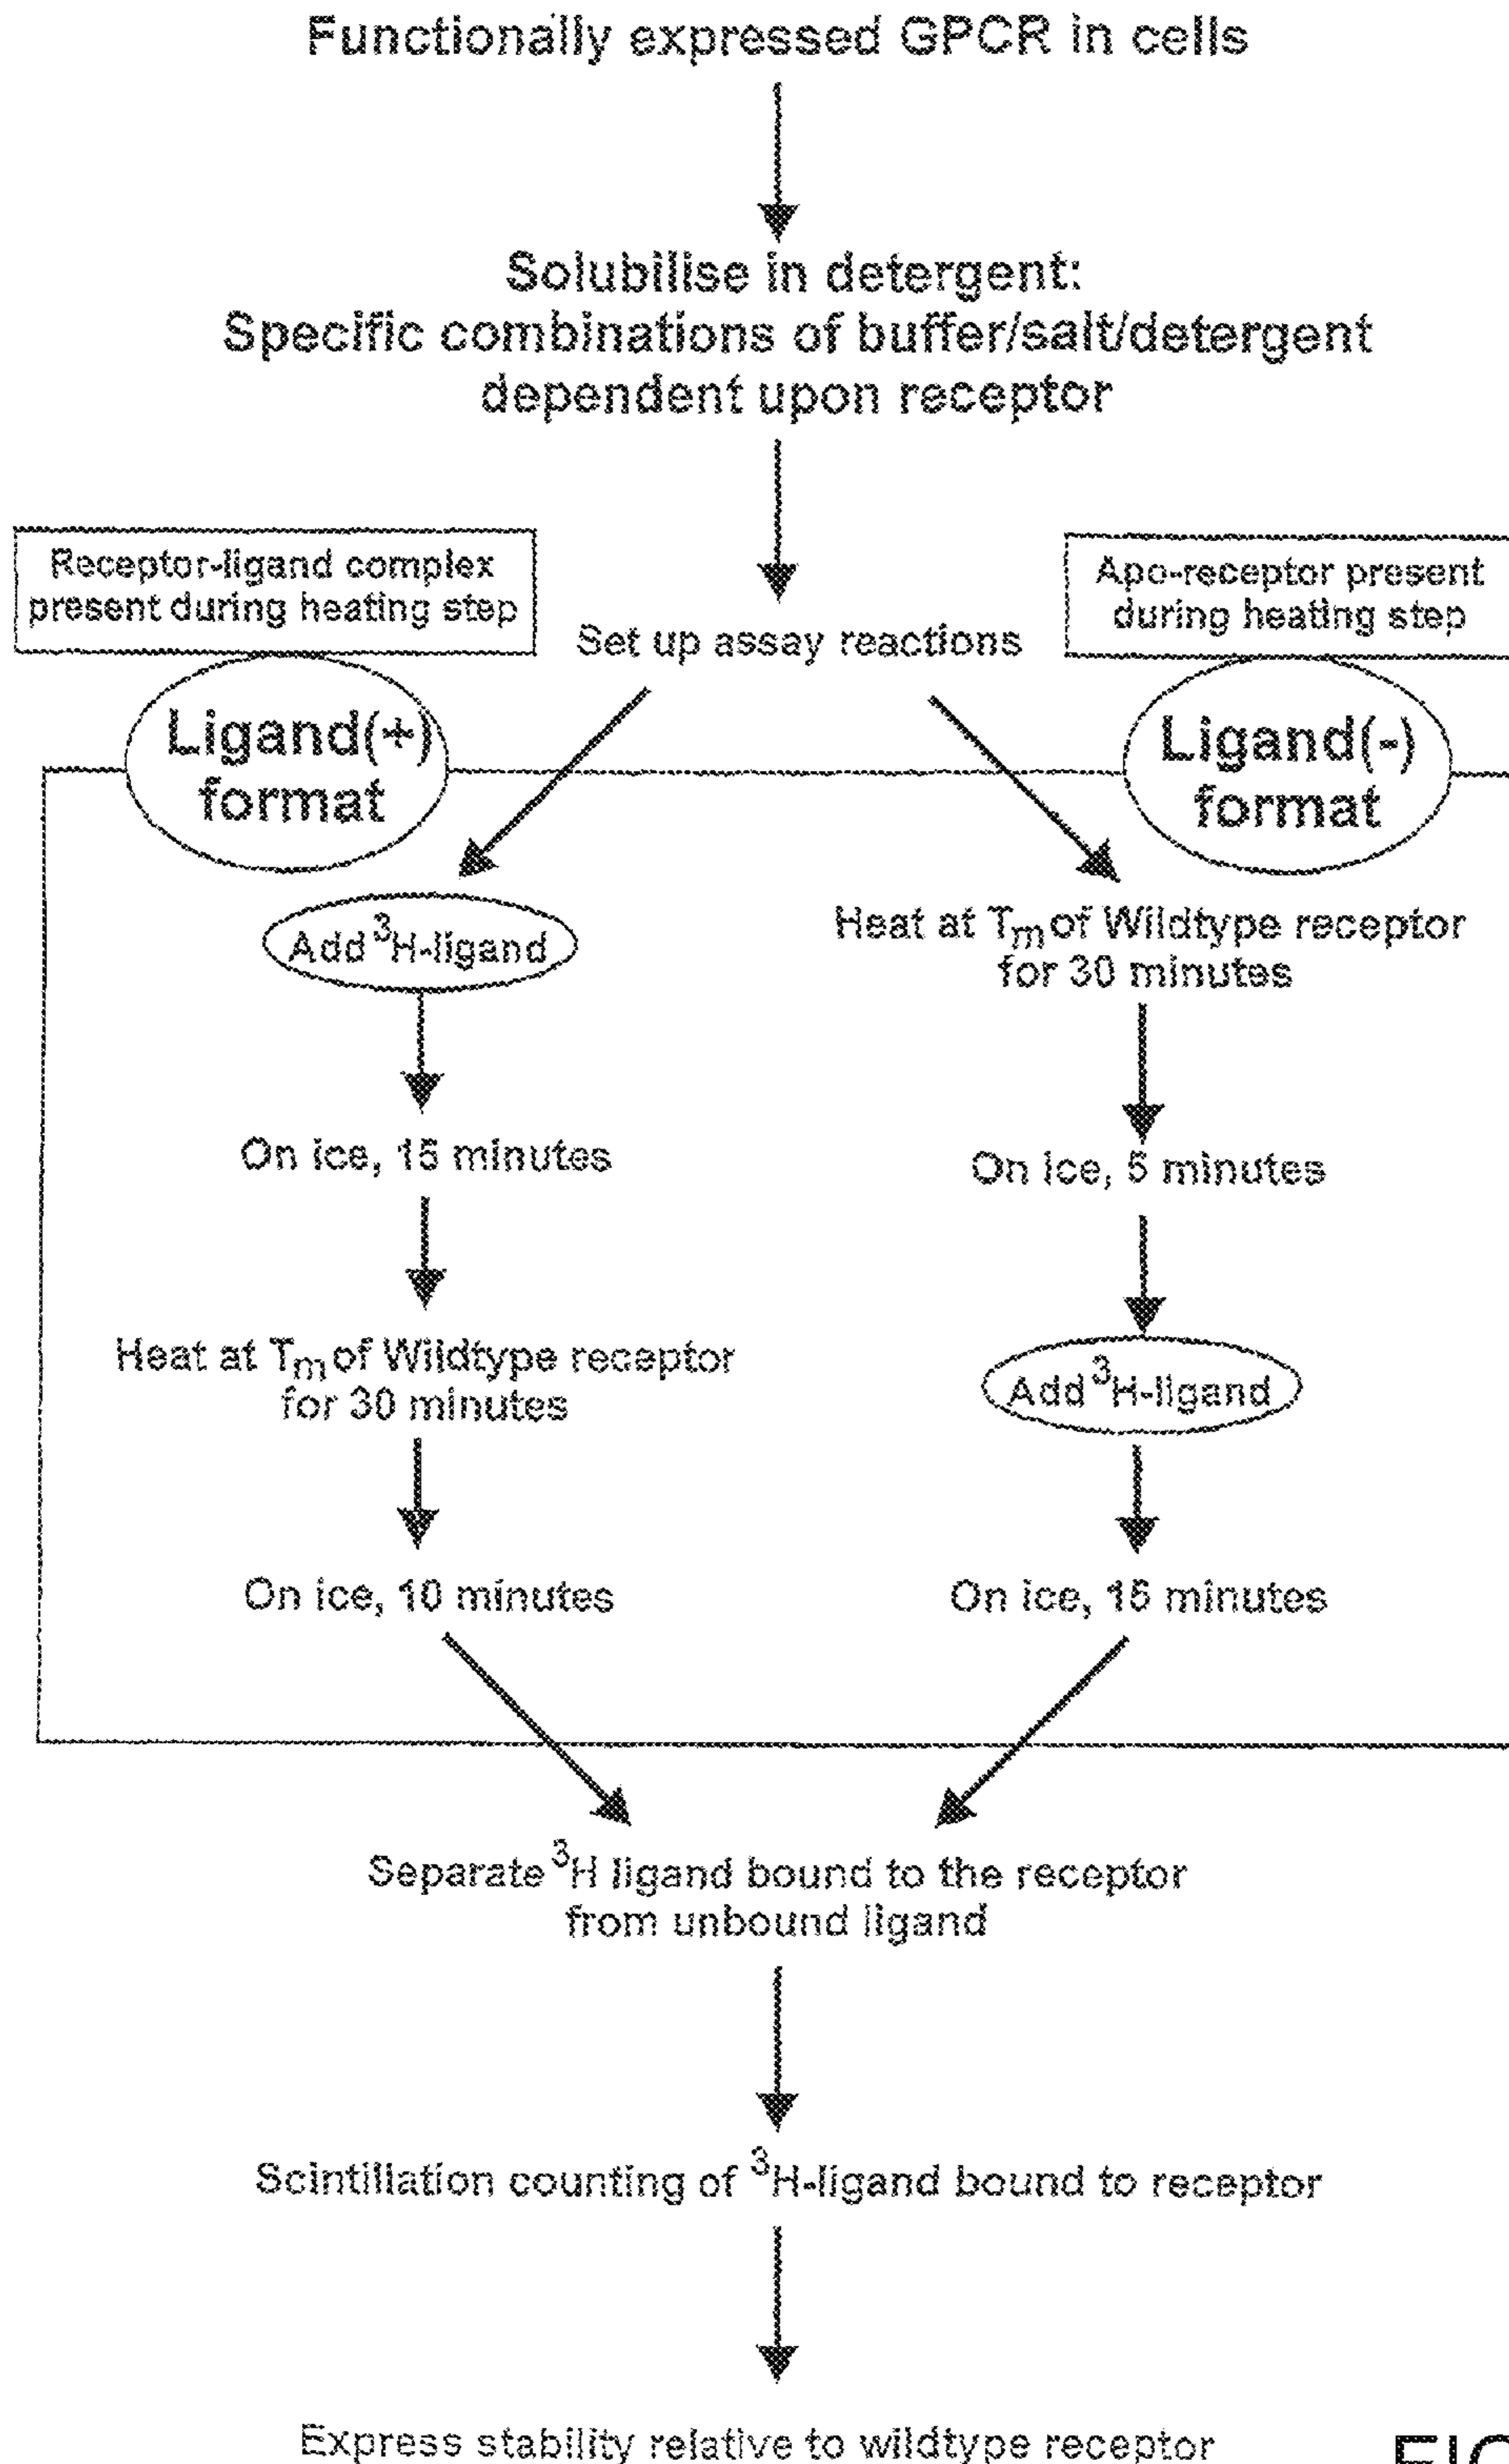 Functionally expressed GPCR in cells
Solubilise in detergent:
Specific combinations of buffer/salt/detergent
dependent upon receptor
Receptor-ligand complex
present during heating step
Set up assay reactions
Apo-receptor present
during heating step
Ligand(+)
format
Ligand(-)
format
Add ³H-ligand
On ice, 15 minutes
Heat at Tm of Wildtype receptor
for 30 minutes
On ice, 10 minutes
Heat at Tm of Wildtype receptor
for 30 minutes
On ice, 5 minutes
Add ³H-ligand
On ice, 15 minutes
Separate ³H ligand bound to the receptor
from unbound ligand
Scintillation counting of ³H-ligand bound to receptor
Express stability relative to wildtype receptor